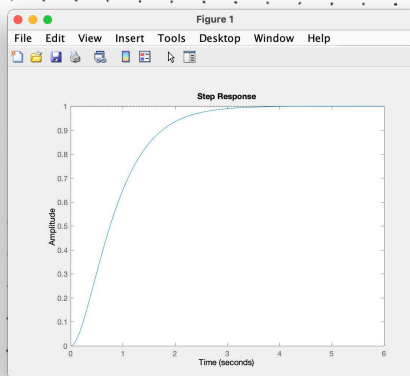 Figure 1
File Edit View Insert Tools Desktop Window Help
Step Response
1
0.9
0.8
0.7
0.6
0.5
0.4
0.3
0.2
0.1
0
Amplitude
0 1 2 3 4 5 6
Time (seconds)